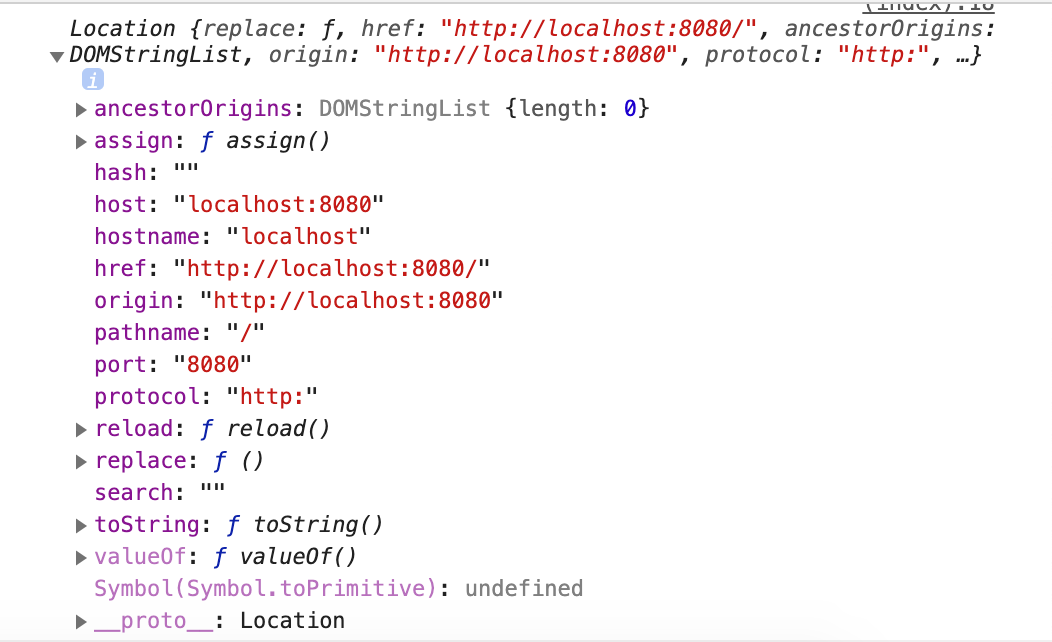 (index):18
Location {replace: ƒ, href: "http://localhost:8080/", ancestorOrigins:
▼DOMStringList, origin: "http://localhost:8080", protocol: "http:", …}
i
▶ancestorOrigins: DOMStringList {length: 0}
▶assign: ƒ assign()
hash: ""
host: "localhost:8080"
hostname: "localhost"
href: "http://localhost:8080/"
origin: "http://localhost:8080"
pathname: "/"
port: "8080"
protocol: "http:"
▶reload: ƒ reload()
▶replace: ƒ ()
search: ""
▶toString: ƒ toString()
▶valueOf: ƒ valueOf()
Symbol(Symbol.toPrimitive): undefined
▶__proto__: Location